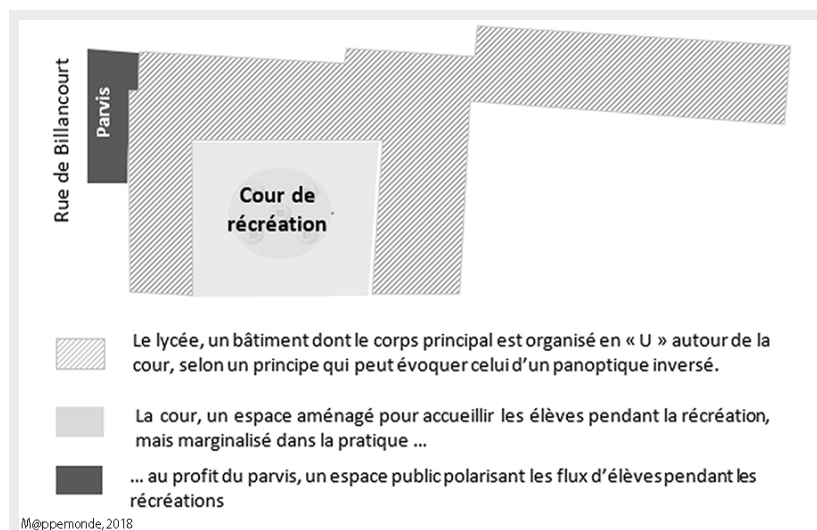 Rue de Billancourt
Parvis
Cour de
récréation
Le lycée, un bâtiment dont le corps principal est organisé en « U » autour de la
cour, selon un principe qui peut évoquer celui d'un panoptique inversé.
La cour, un espace aménagé pour accueillir les élèves pendant la récréation,
mais marginalisé dans la pratique ...
... au profit du parvis, un espace public polarisant les flux d'élèves pendant les
récréations
M@ppemonde, 2018